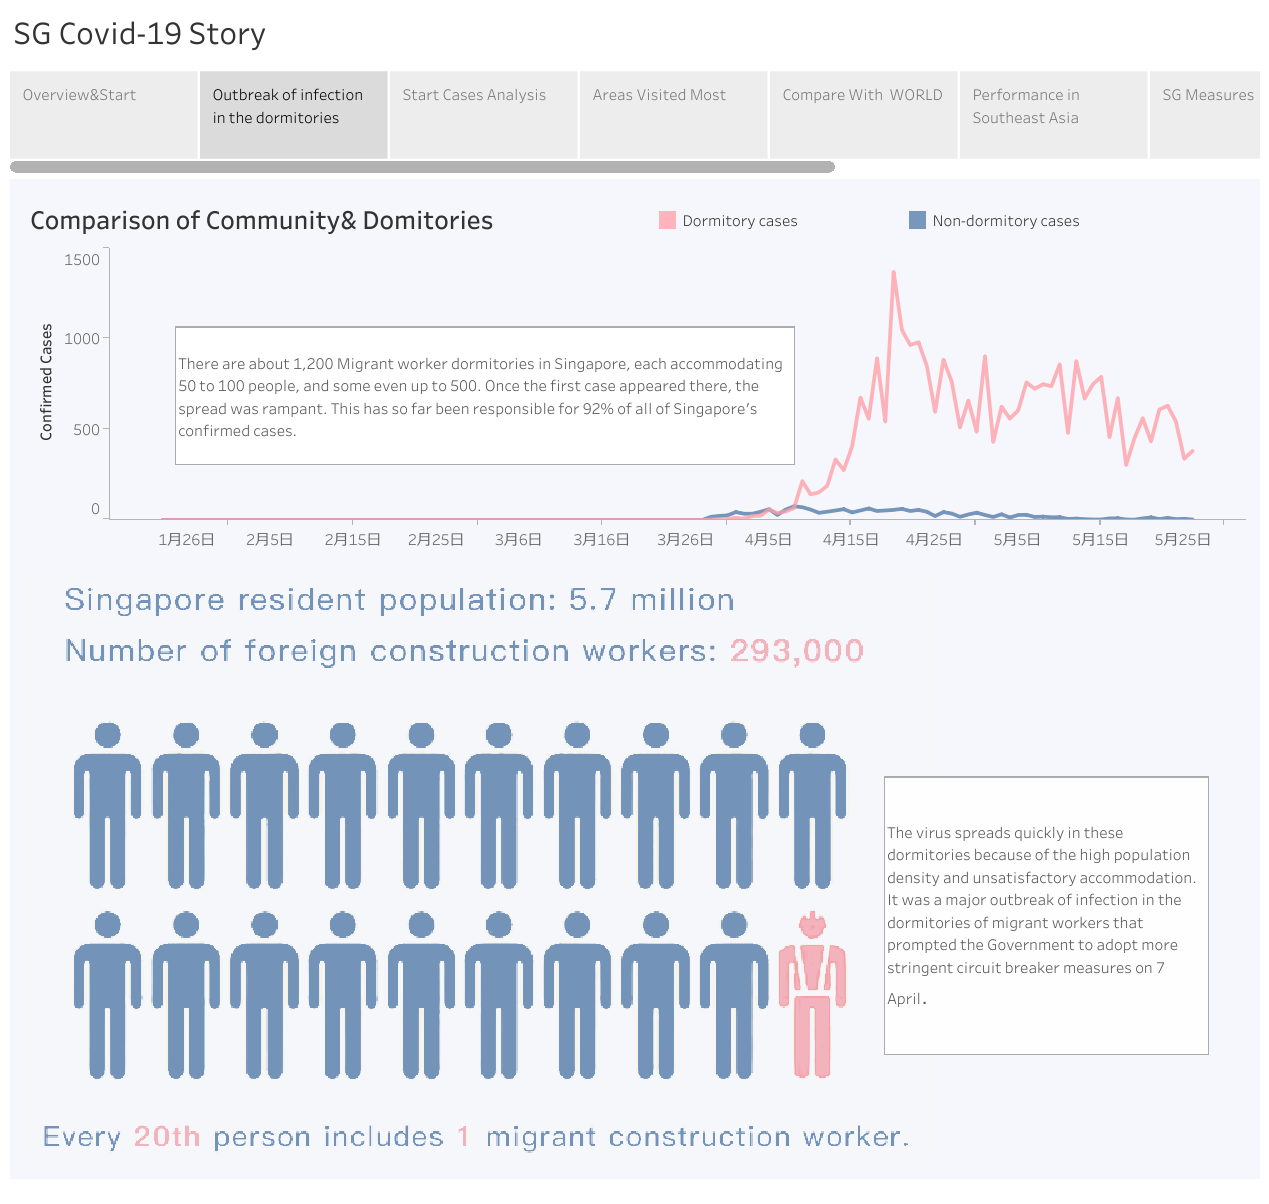 SG Covid-19 Story
Overview&Start
Outbreak of infection
in the dormitories
Start Cases Analysis
Areas Visited Most
Compare With WORLD
Performance in
Southeast Asia
SG Measures
Comparison of Community& Domitories
Dormitory cases
Non-dormitory cases
1500
1000
500
0
Confirmed Cases
There are about 1,200 Migrant worker dormitories in Singapore, each accommodating
50 to 100 people, and some even up to 500. Once the first case appeared there, the
spread was rampant. This has so far been responsible for 92% of all of Singapore's
confirmed cases.
1月26日 2月5日 2月15日 2月25日 3月6日 3月16日 3月26日 4月5日 4月15日 4月25日 5月5日 5月15日 5月25日
Singapore resident population: 5.7 million
Number of foreign construction workers: 293,000
The virus spreads quickly in these
dormitories because of the high population
density and unsatisfactory accommodation.
It was a major outbreak of infection in the
dormitories of migrant workers that
prompted the Government to adopt more
stringent circuit breaker measures on 7
April.
Every 20th person includes 1 migrant construction worker.